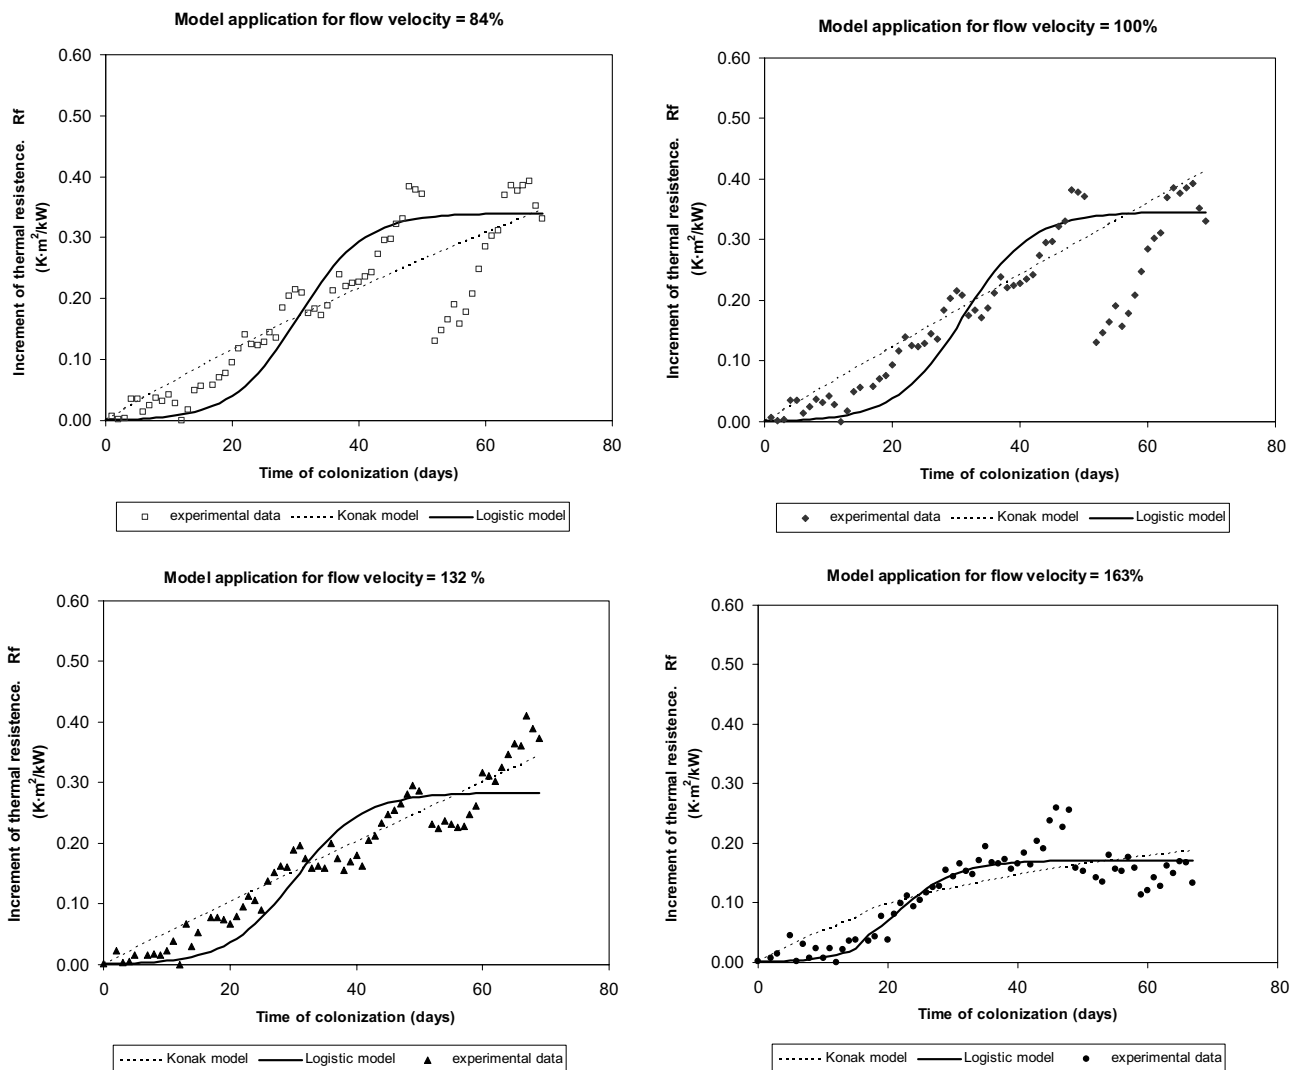 Model application for flow velocity = 84%
Increment of thermal resistence. Rf
(K·m²/kW)
0.60
0.50
0.40
0.30
0.20
0.10
0.00
0 20 40 60 80
Time of colonization (days)
experimental data Konak model Logistic model
Model application for flow velocity = 100%
Increment of thermal resistence. Rf
(K·m²/kW)
0.60
0.50
0.40
0.30
0.20
0.10
0.00
0 20 40 60 80
Time of colonization (days)
experimental data Konak model Logistic model
Model application for flow velocity = 132 %
Increment of thermal resistence. Rf
(K·m²/kW)
0.60
0.50
0.40
0.30
0.20
0.10
0.00
0 20 40 60 80
Time of colonization (days)
Konak model Logistic model experimental data
Model application for flow velocity = 163%
Increment of thermal resistence. Rf
(K·m²/kW)
0.60
0.50
0.40
0.30
0.20
0.10
0.00
0 20 40 60 80
Time of colonization (days)
Konak model Logistic model experimental data